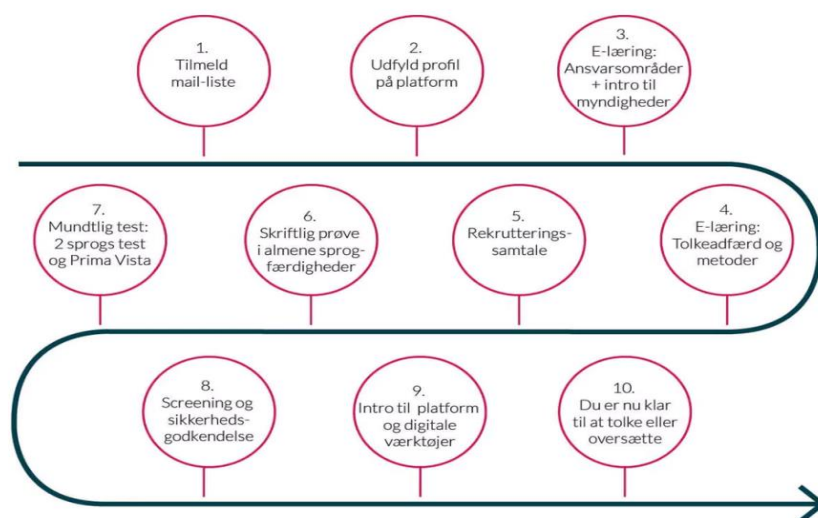 1.
Tilmeld
mail-liste
2.
Udfyld profil
på platform
3.
E-læring:
Ansvarsområder
+ intro til
myndigheder
4.
E-læring:
Tolkeadfærd og
metoder
5.
Rekrutterings-
samtale
6.
Skriftlig prøve
i almene sprog-
færdigheder
7.
Mundtlig test:
2 sprogs test
og Prima Vista
8.
Screening og
sikkerheds-
godkendelse
9.
Intro til platform
og digitale
værktøjer
10.
Du er nu klar
til at tolke eller
oversætte